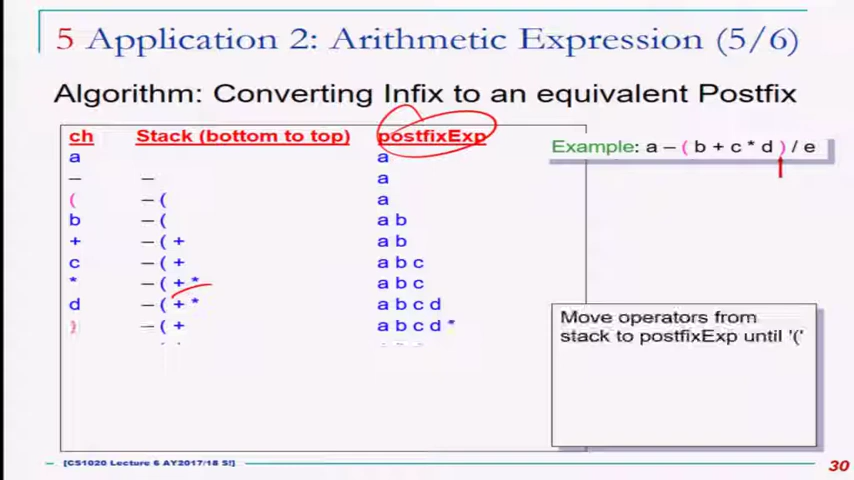 5 Application 2: Arithmetic Expression (5/6)
Algorithm: Converting Infix to an equivalent Postfix
ch Stack (bottom to top) postfixExp
Example: a – ( b + c * d ) / e
a a
– – a
( – ( a
b – ( a b
+ – ( + a b
c – ( + a b c
* – ( + * a b c
d – ( + * a b c d
) – ( + a b c d *
Move operators from
stack to postfixExp until '('
[CS1020 Lecture 6 AY2017/18 S!]
30